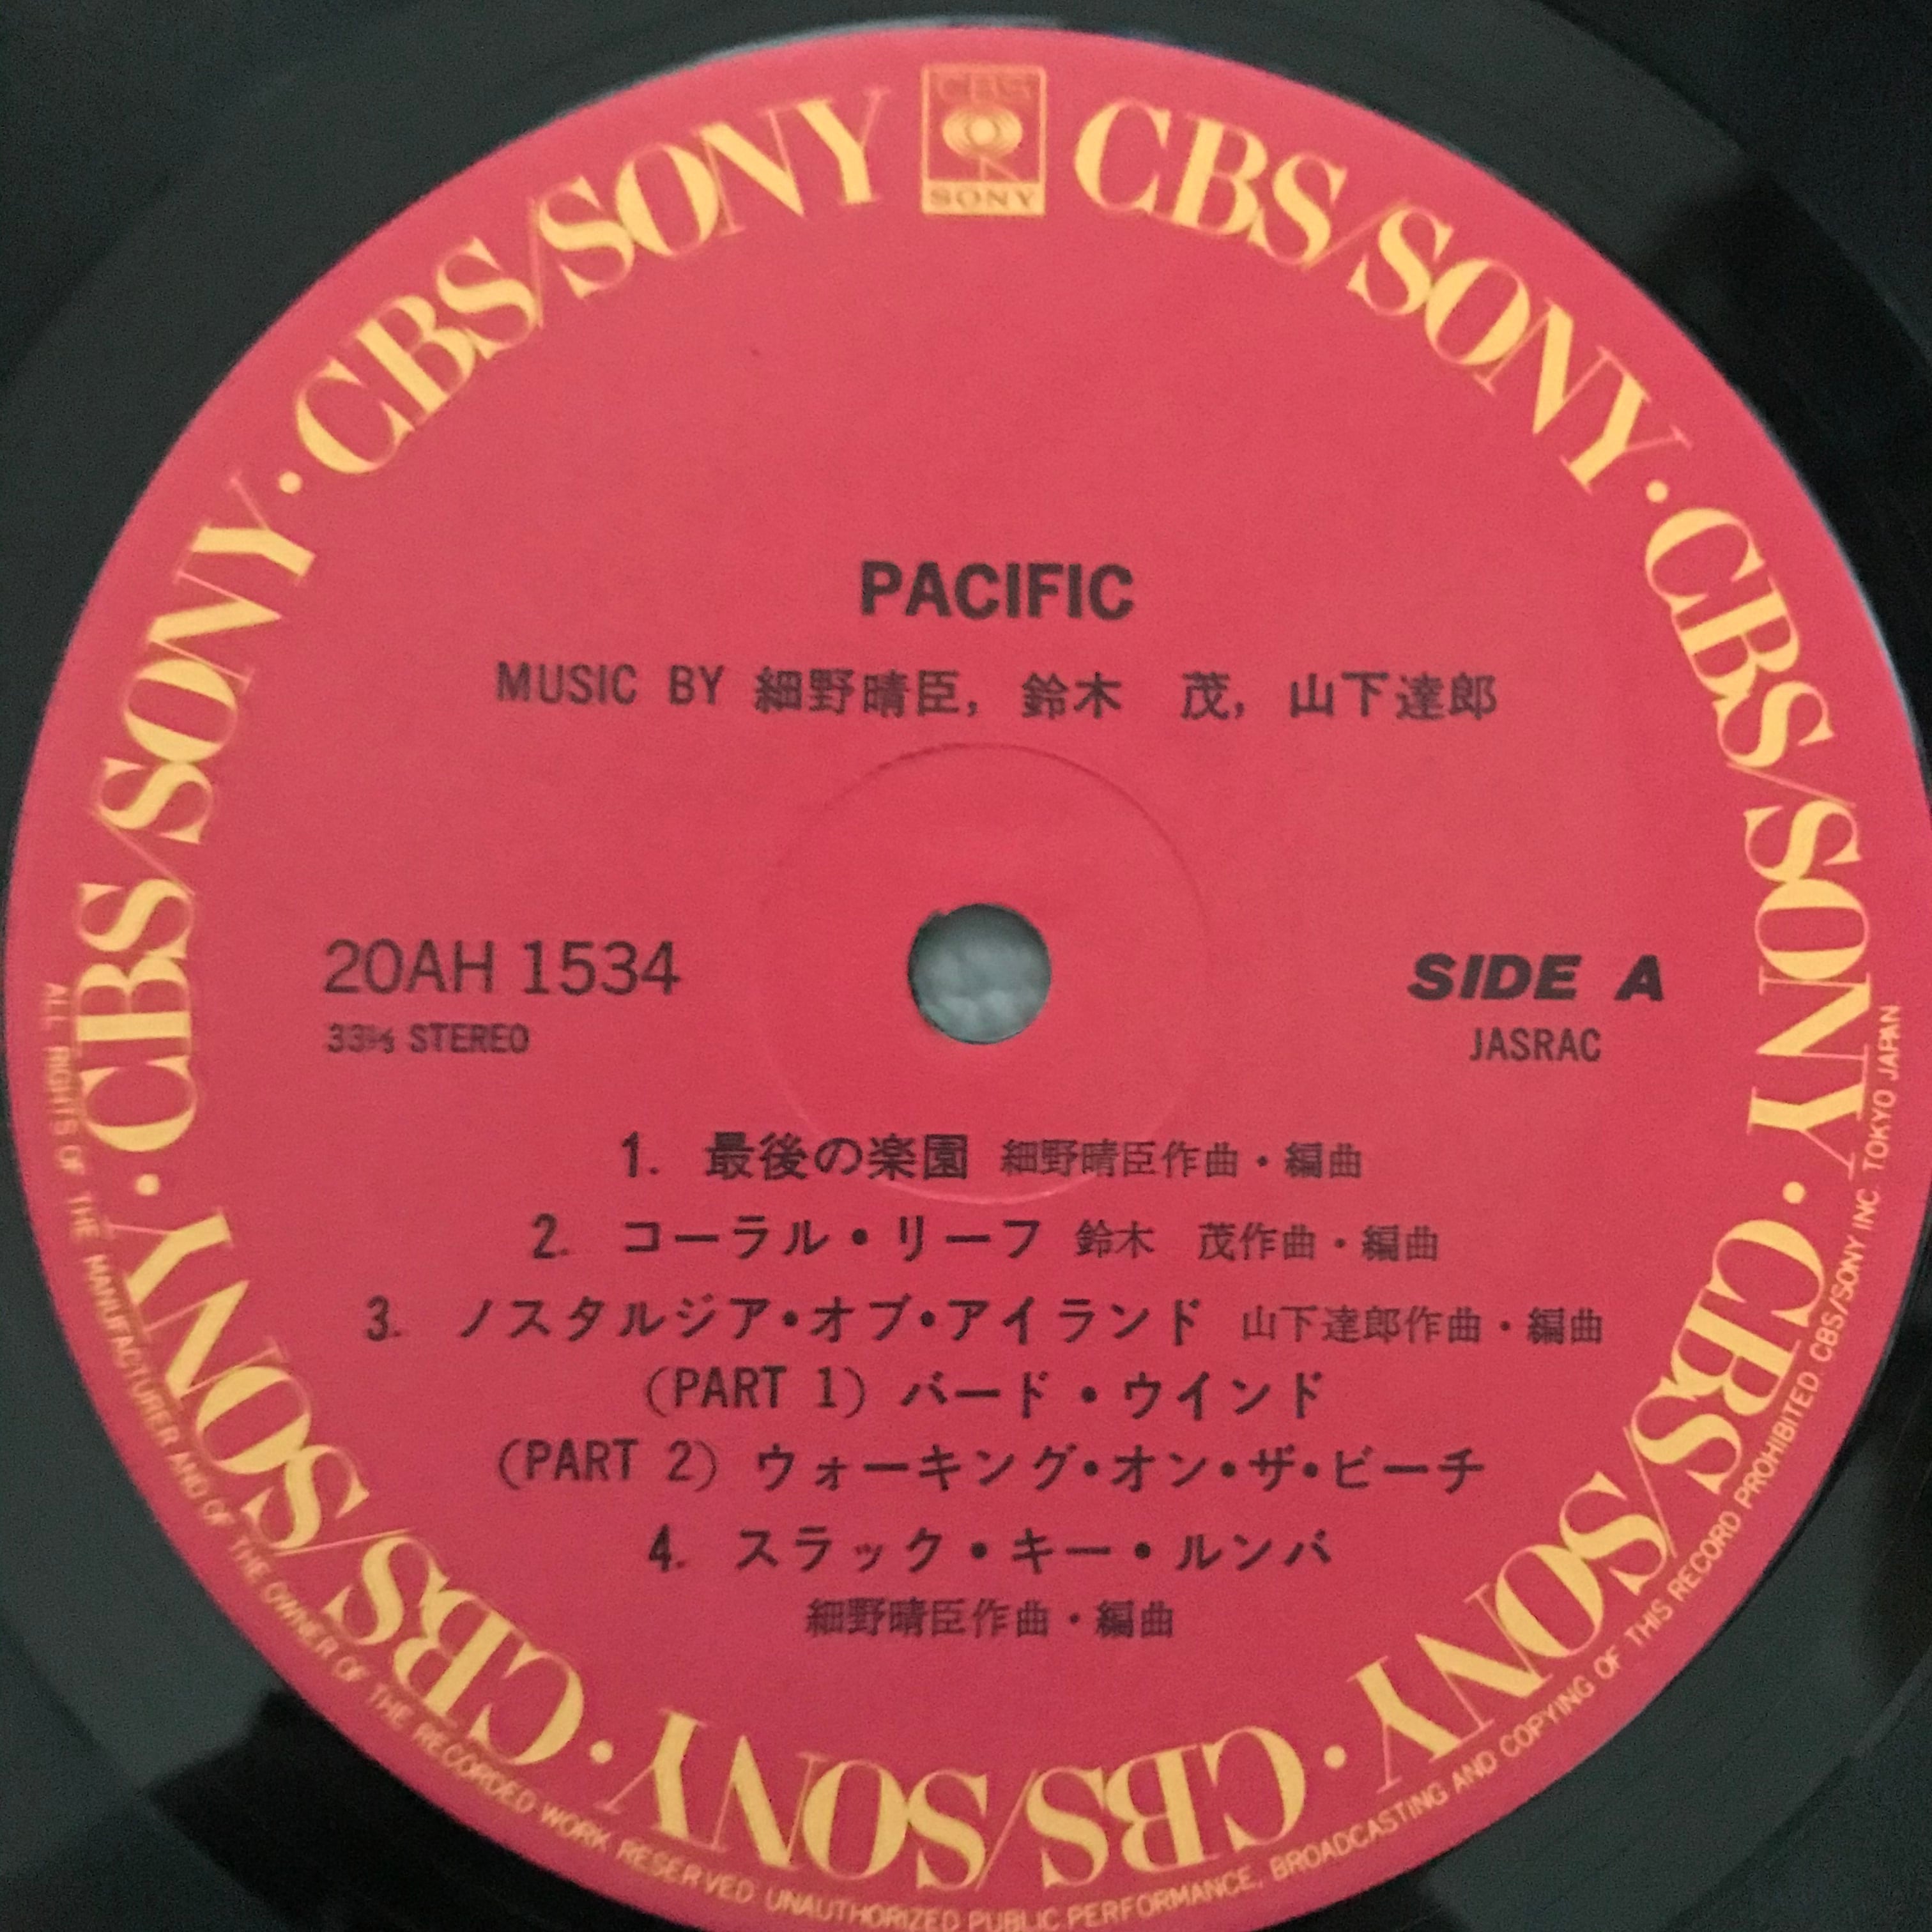 CBS
SONY
CBS/SONY · CBS/SONY · CBS/SONY · CBS/SONY · CBS/SONY · CBS/SONY · CBS/SONY · CBS/SONY
PACIFIC
MUSIC BY 細野晴臣, 鈴木 茂, 山下達郎
20AH 1534
33⅓ STEREO
SIDE A
JASRAC
1. 最後の楽園 細野晴臣作曲・編曲
2. コーラル・リーフ 鈴木 茂作曲・編曲
3. ノスタルジア・オブ・アイランド 山下達郎作曲・編曲
(PART 1) バード・ウインド
(PART 2) ウォーキング・オン・ザ・ビーチ
4. スラック・キー・ルンバ
細野晴臣作曲・編曲
ALL RIGHTS OF THE MANUFACTURER AND OF THE OWNER OF THE RECORDED WORK RESERVED UNAUTHORIZED PUBLIC PERFORMANCE, BROADCASTING AND COPYING OF THIS RECORD PROHIBITED. CBS/SONY INC. TOKYO JAPAN